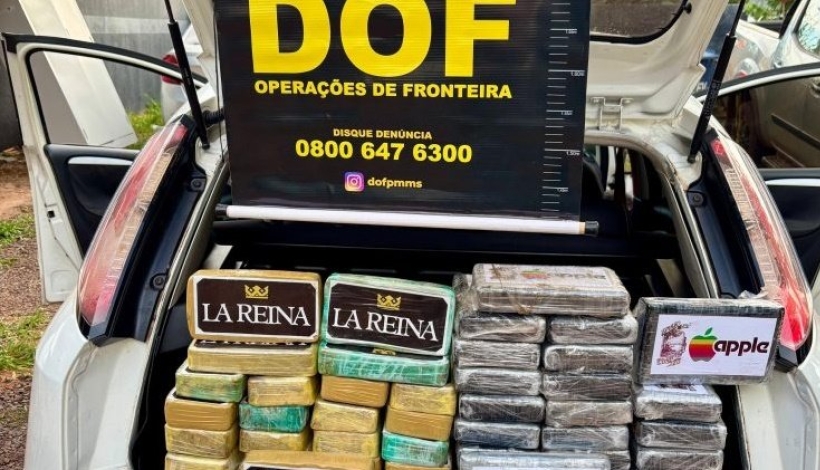 DOF
OPERAÇÕES DE FRONTEIRA
DISQUE DENÚNCIA
0800 647 6300
dofpmms
LA REINA
LA REINA
apple